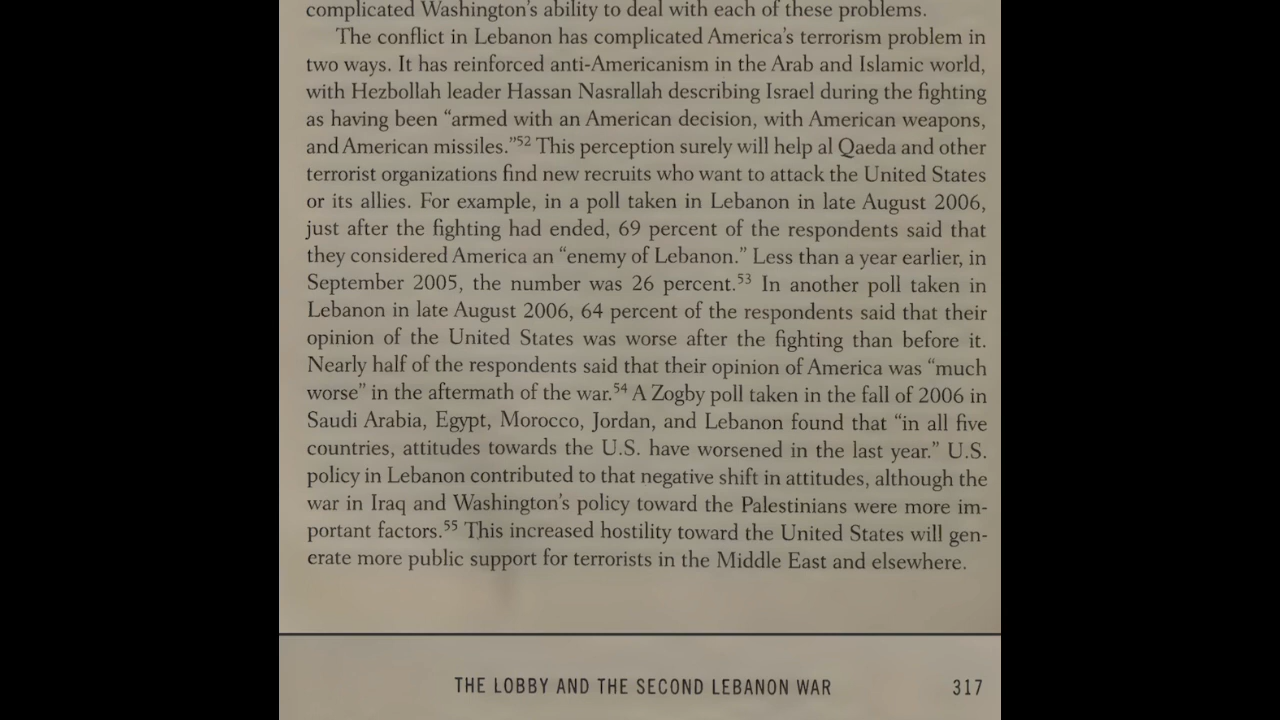 complicated Washington's ability to deal with each of these problems.
The conflict in Lebanon has complicated America's terrorism problem in
two ways. It has reinforced anti-Americanism in the Arab and Islamic world,
with Hezbollah leader Hassan Nasrallah describing Israel during the fighting
as having been “armed with an American decision, with American weapons,
and American missiles.”52 This perception surely will help al Qaeda and other
terrorist organizations find new recruits who want to attack the United States
or its allies. For example, in a poll taken in Lebanon in late August 2006,
just after the fighting had ended, 69 percent of the respondents said that
they considered America an “enemy of Lebanon.” Less than a year earlier, in
September 2005, the number was 26 percent.53 In another poll taken in
Lebanon in late August 2006, 64 percent of the respondents said that their
opinion of the United States was worse after the fighting than before it.
Nearly half of the respondents said that their opinion of America was “much
worse” in the aftermath of the war.54 A Zogby poll taken in the fall of 2006 in
Saudi Arabia, Egypt, Morocco, Jordan, and Lebanon found that “in all five
countries, attitudes towards the U.S. have worsened in the last year.” U.S.
policy in Lebanon contributed to that negative shift in attitudes, although the
war in Iraq and Washington's policy toward the Palestinians were more im-
portant factors.55 This increased hostility toward the United States will gen-
erate more public support for terrorists in the Middle East and elsewhere.
THE LOBBY AND THE SECOND LEBANON WAR 317